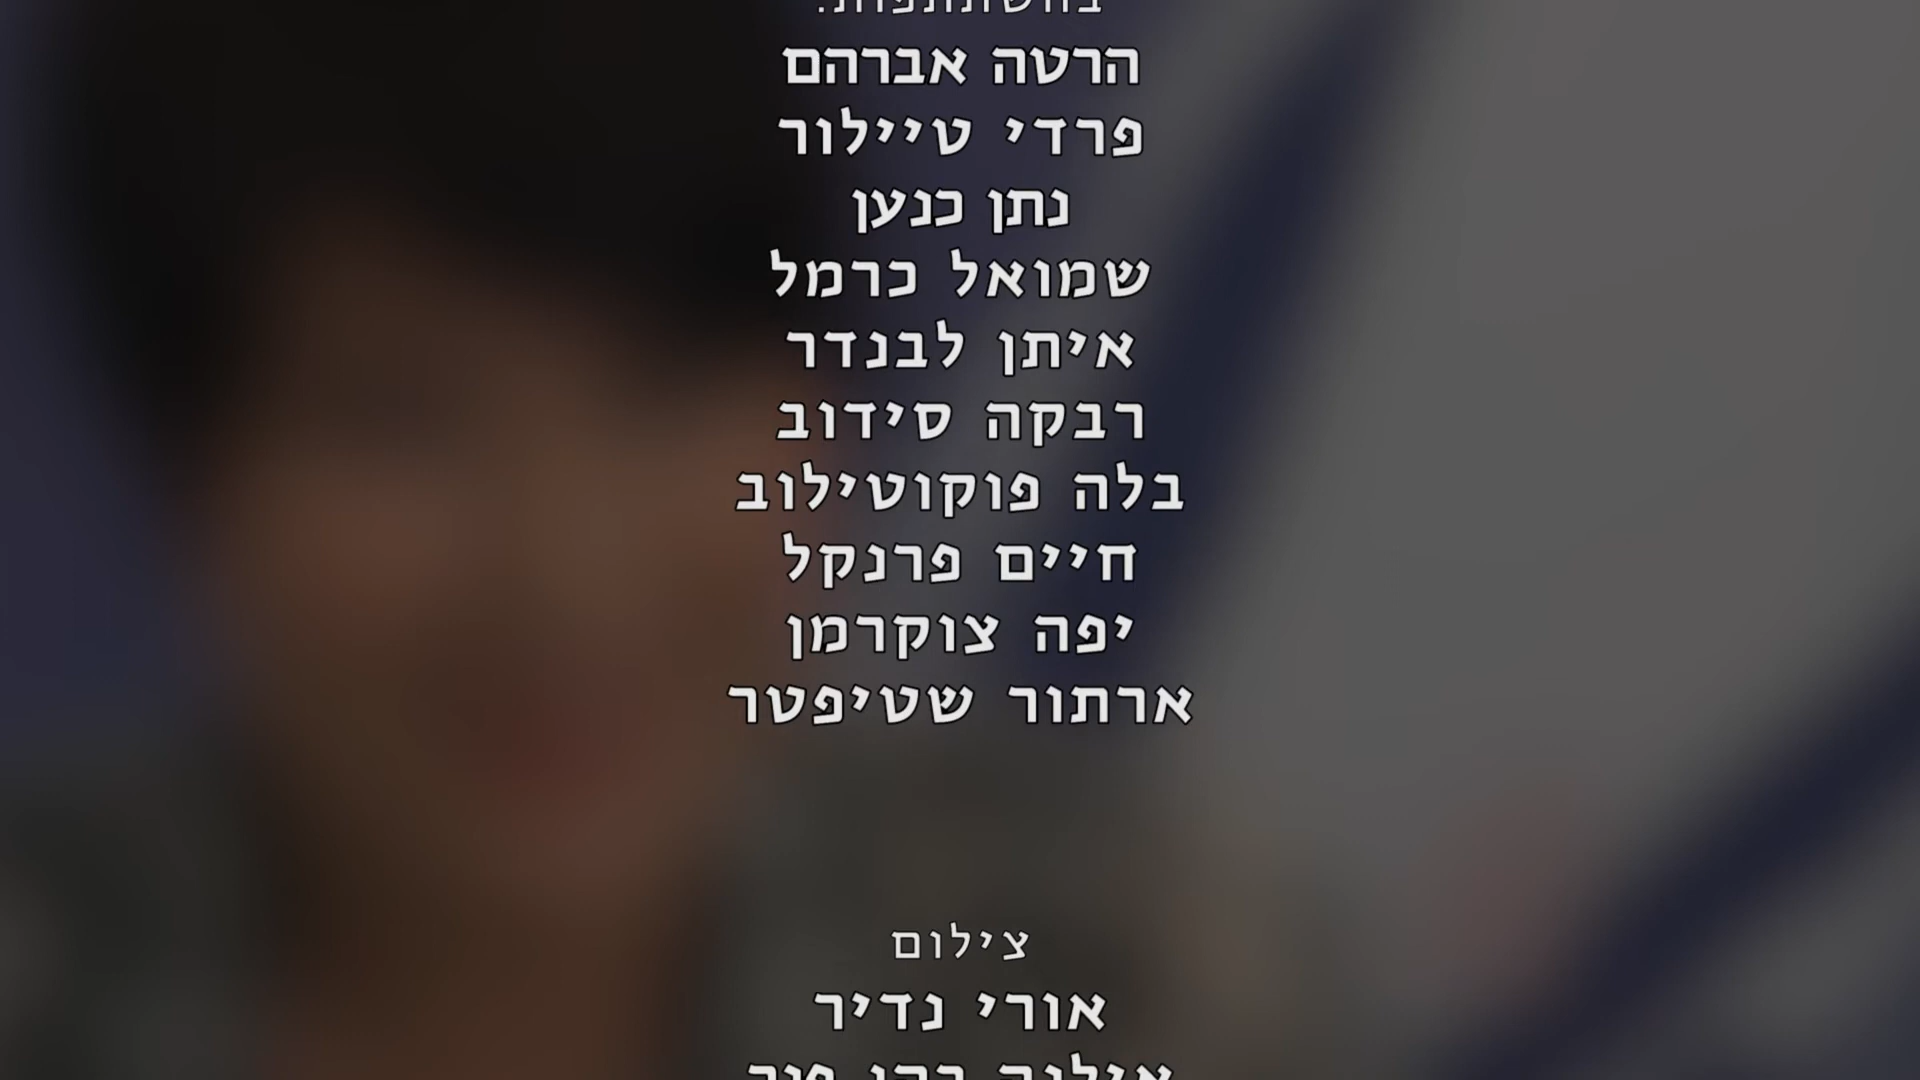 בהשתתפות:
הרטה אברהם
פרדי טיילור
נתן כנען
שמואל כרמל
איתן לבנדר
רבקה סידוב
בלה פוקוטילוב
חיים פרנקל
יפה צוקרמן
ארתור שטיפטר
צילום
אורי נדיר